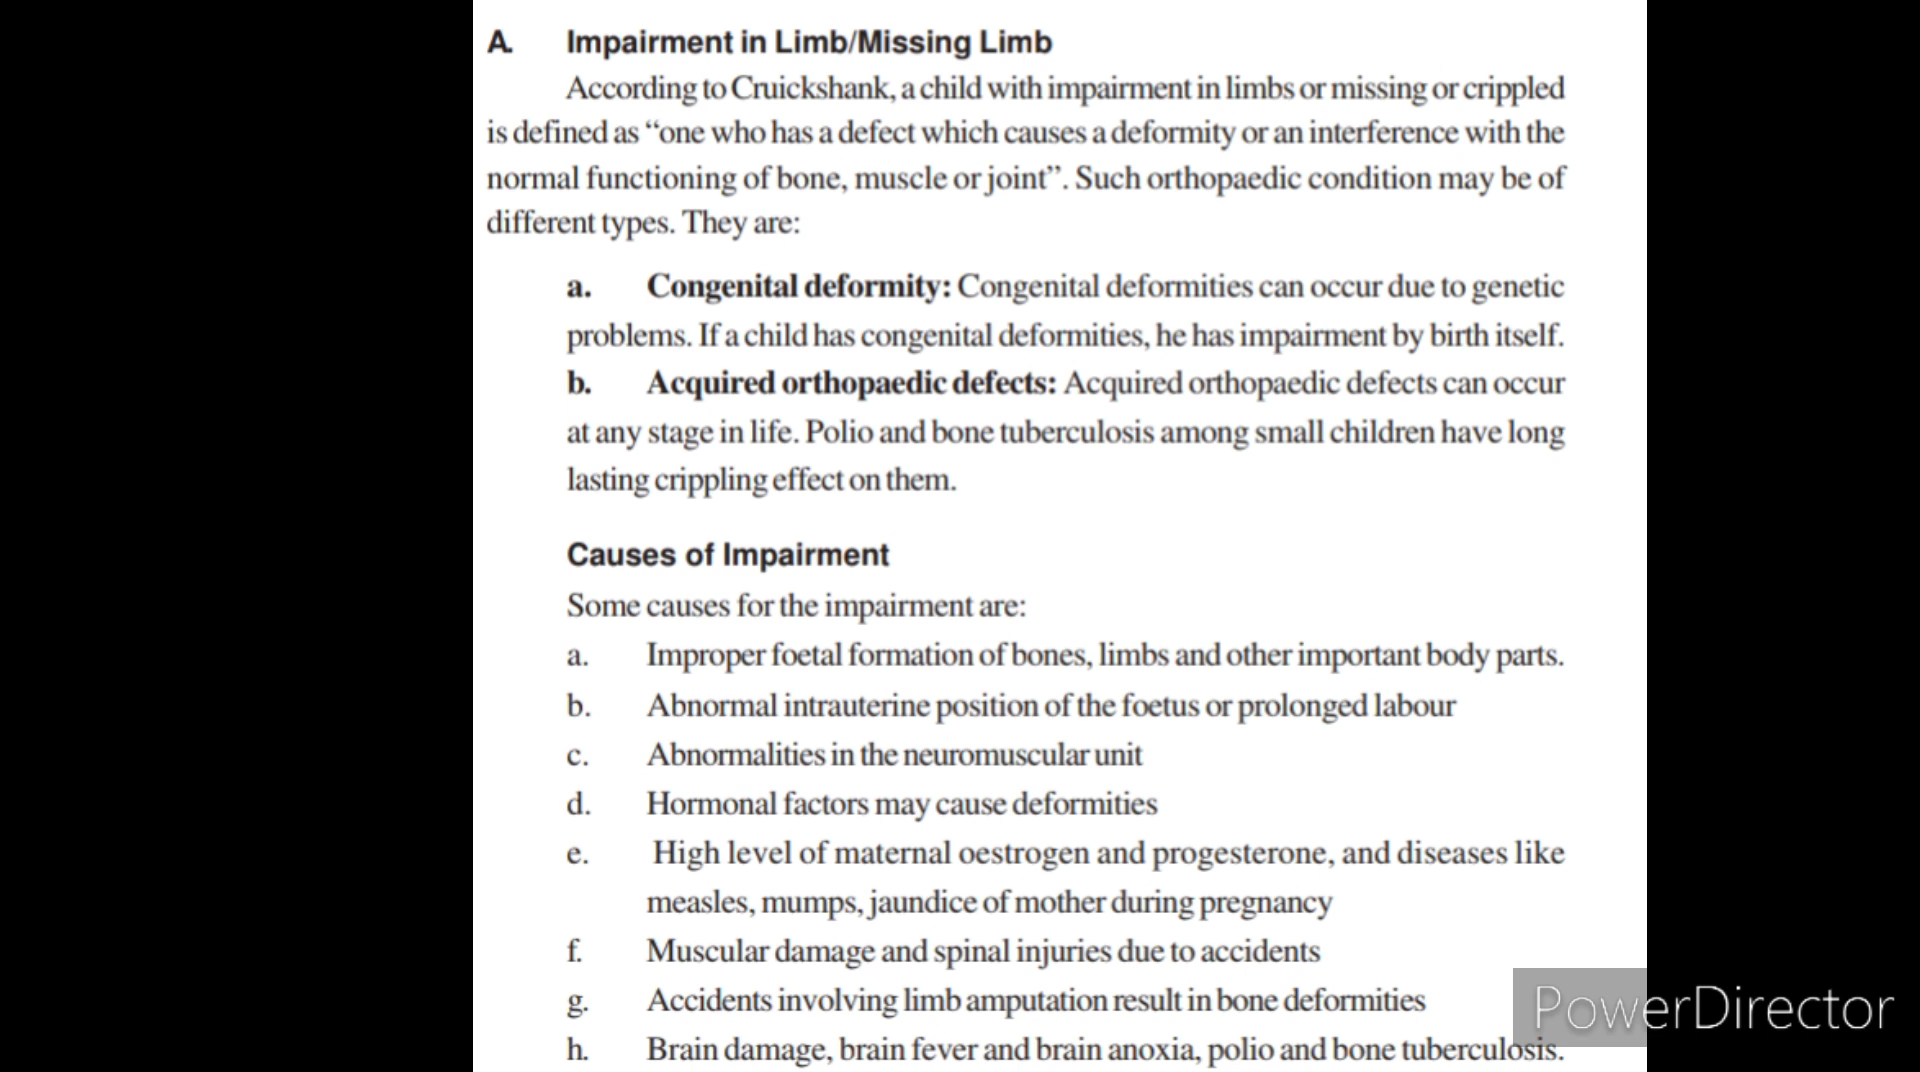 A. Impairment in Limb/Missing Limb
According to Cruickshank, a child with impairment in limbs or missing or crippled
is defined as “one who has a defect which causes a deformity or an interference with the
normal functioning of bone, muscle or joint”. Such orthopaedic condition may be of
different types. They are:
a. Congenital deformity: Congenital deformities can occur due to genetic
problems. If a child has congenital deformities, he has impairment by birth itself.
b. Acquired orthopaedic defects: Acquired orthopaedic defects can occur
at any stage in life. Polio and bone tuberculosis among small children have long
lasting crippling effect on them.
Causes of Impairment
Some causes for the impairment are:
a. Improper foetal formation of bones, limbs and other important body parts.
b. Abnormal intrauterine position of the foetus or prolonged labour
c. Abnormalities in the neuromuscular unit
d. Hormonal factors may cause deformities
e. High level of maternal oestrogen and progesterone, and diseases like
measles, mumps, jaundice of mother during pregnancy
f. Muscular damage and spinal injuries due to accidents
g. Accidents involving limb amputation result in bone deformities
h. Brain damage, brain fever and brain anoxia, polio and bone tuberculosis.
PowerDirector